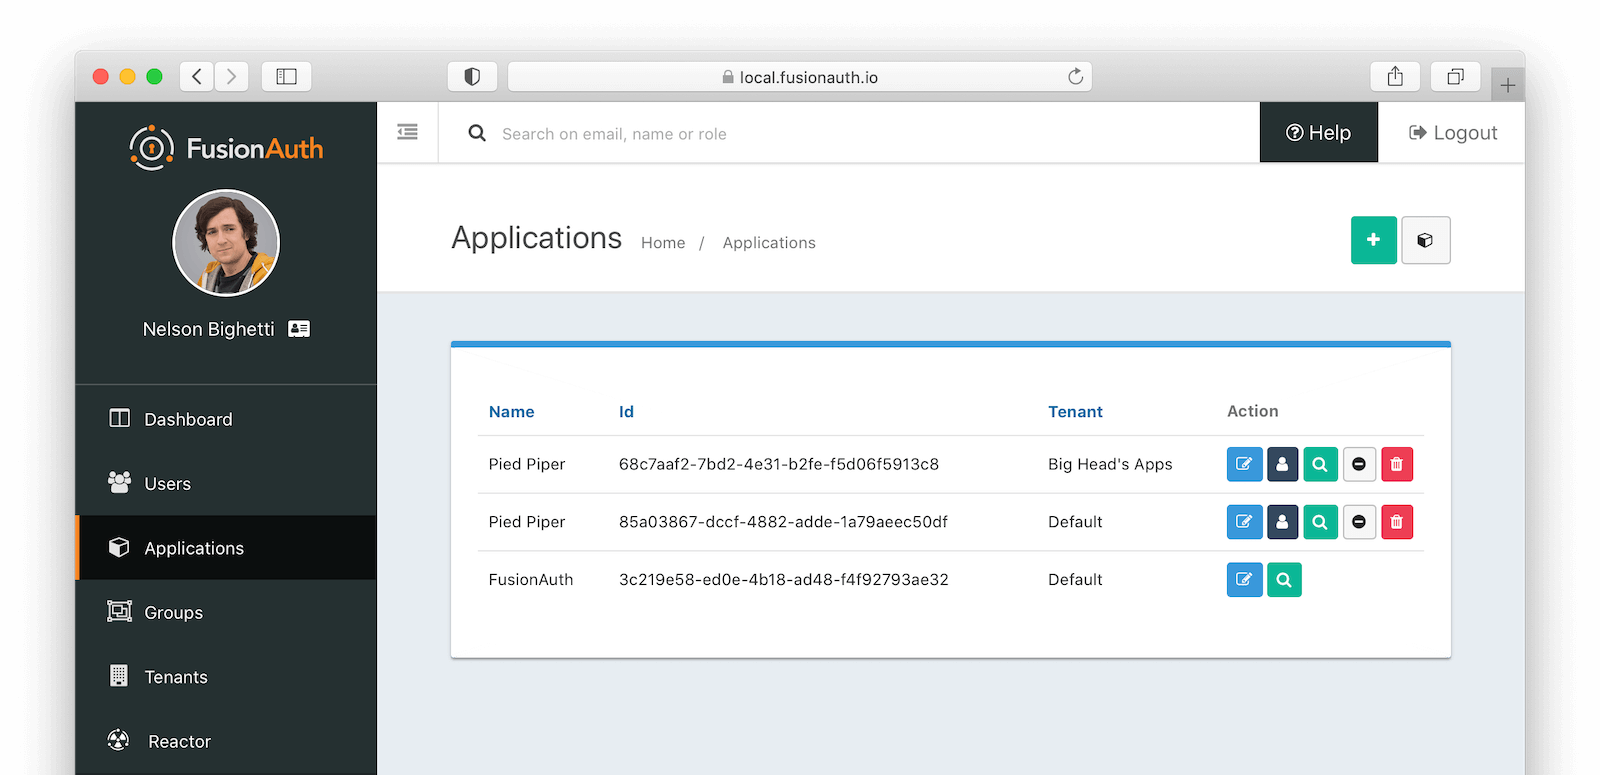 local.fusionauth.io
FusionAuth
Search on email, name or role
Help
Logout
Nelson Bighetti
Applications
Home / Applications
Dashboard
Users
Applications
Groups
Tenants
Reactor
Name Id Tenant Action
Pied Piper 68c7aaf2-7bd2-4e31-b2fe-f5d06f5913c8 Big Head's Apps
Pied Piper 85a03867-dccf-4882-adde-1a79aeec50df Default
FusionAuth 3c219e58-ed0e-4b18-ad48-f4f92793ae32 Default